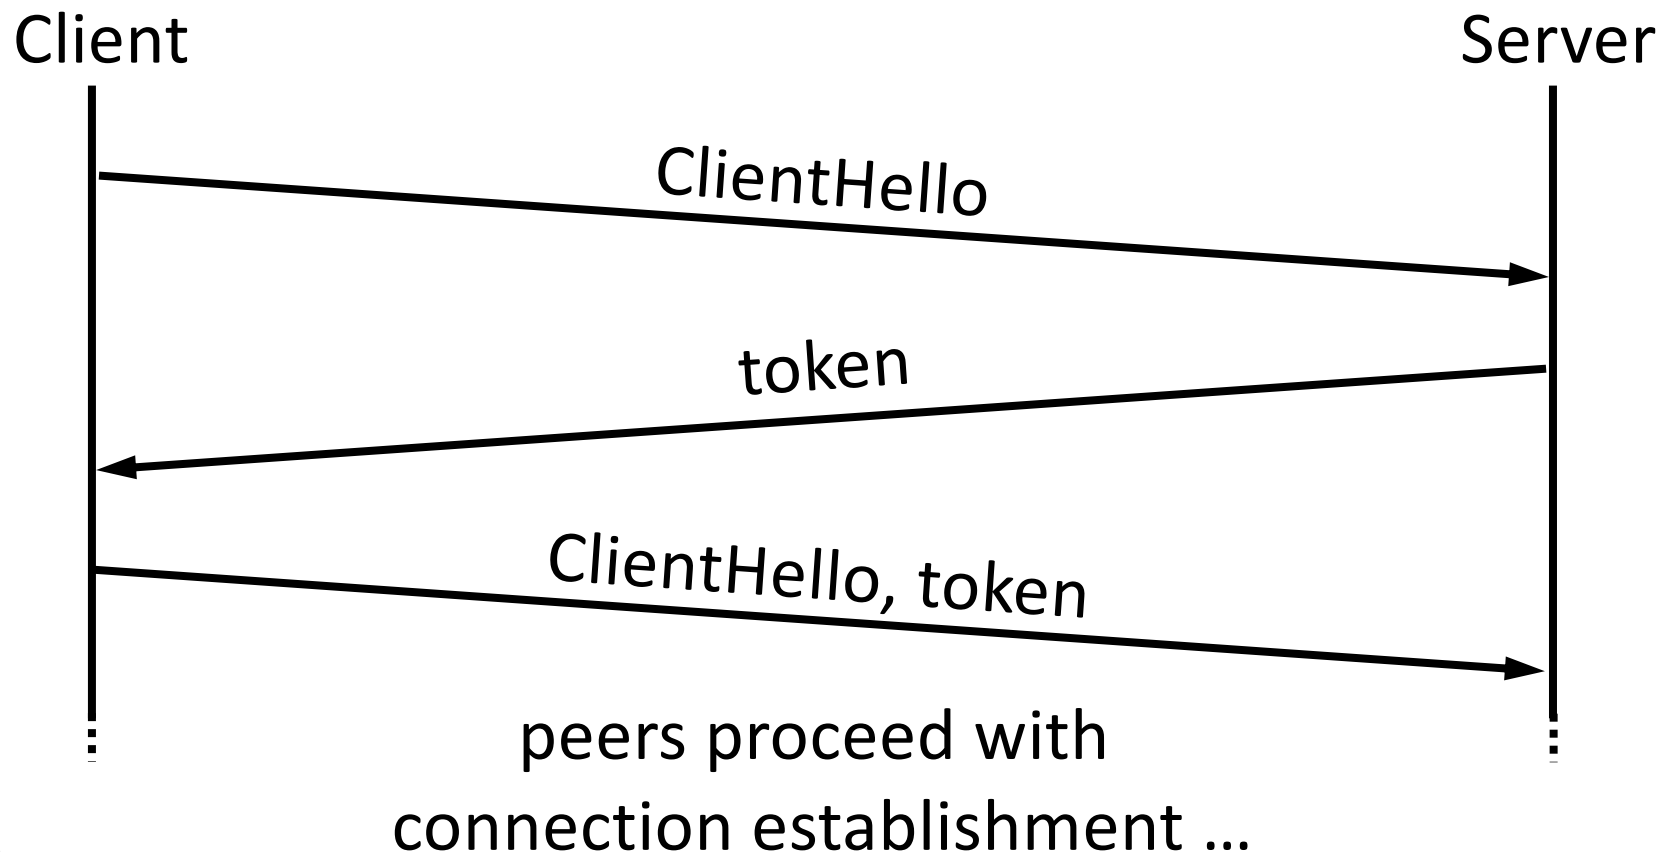 Client
Server
ClientHello
token
ClientHello, token
peers proceed with
connection establishment ...